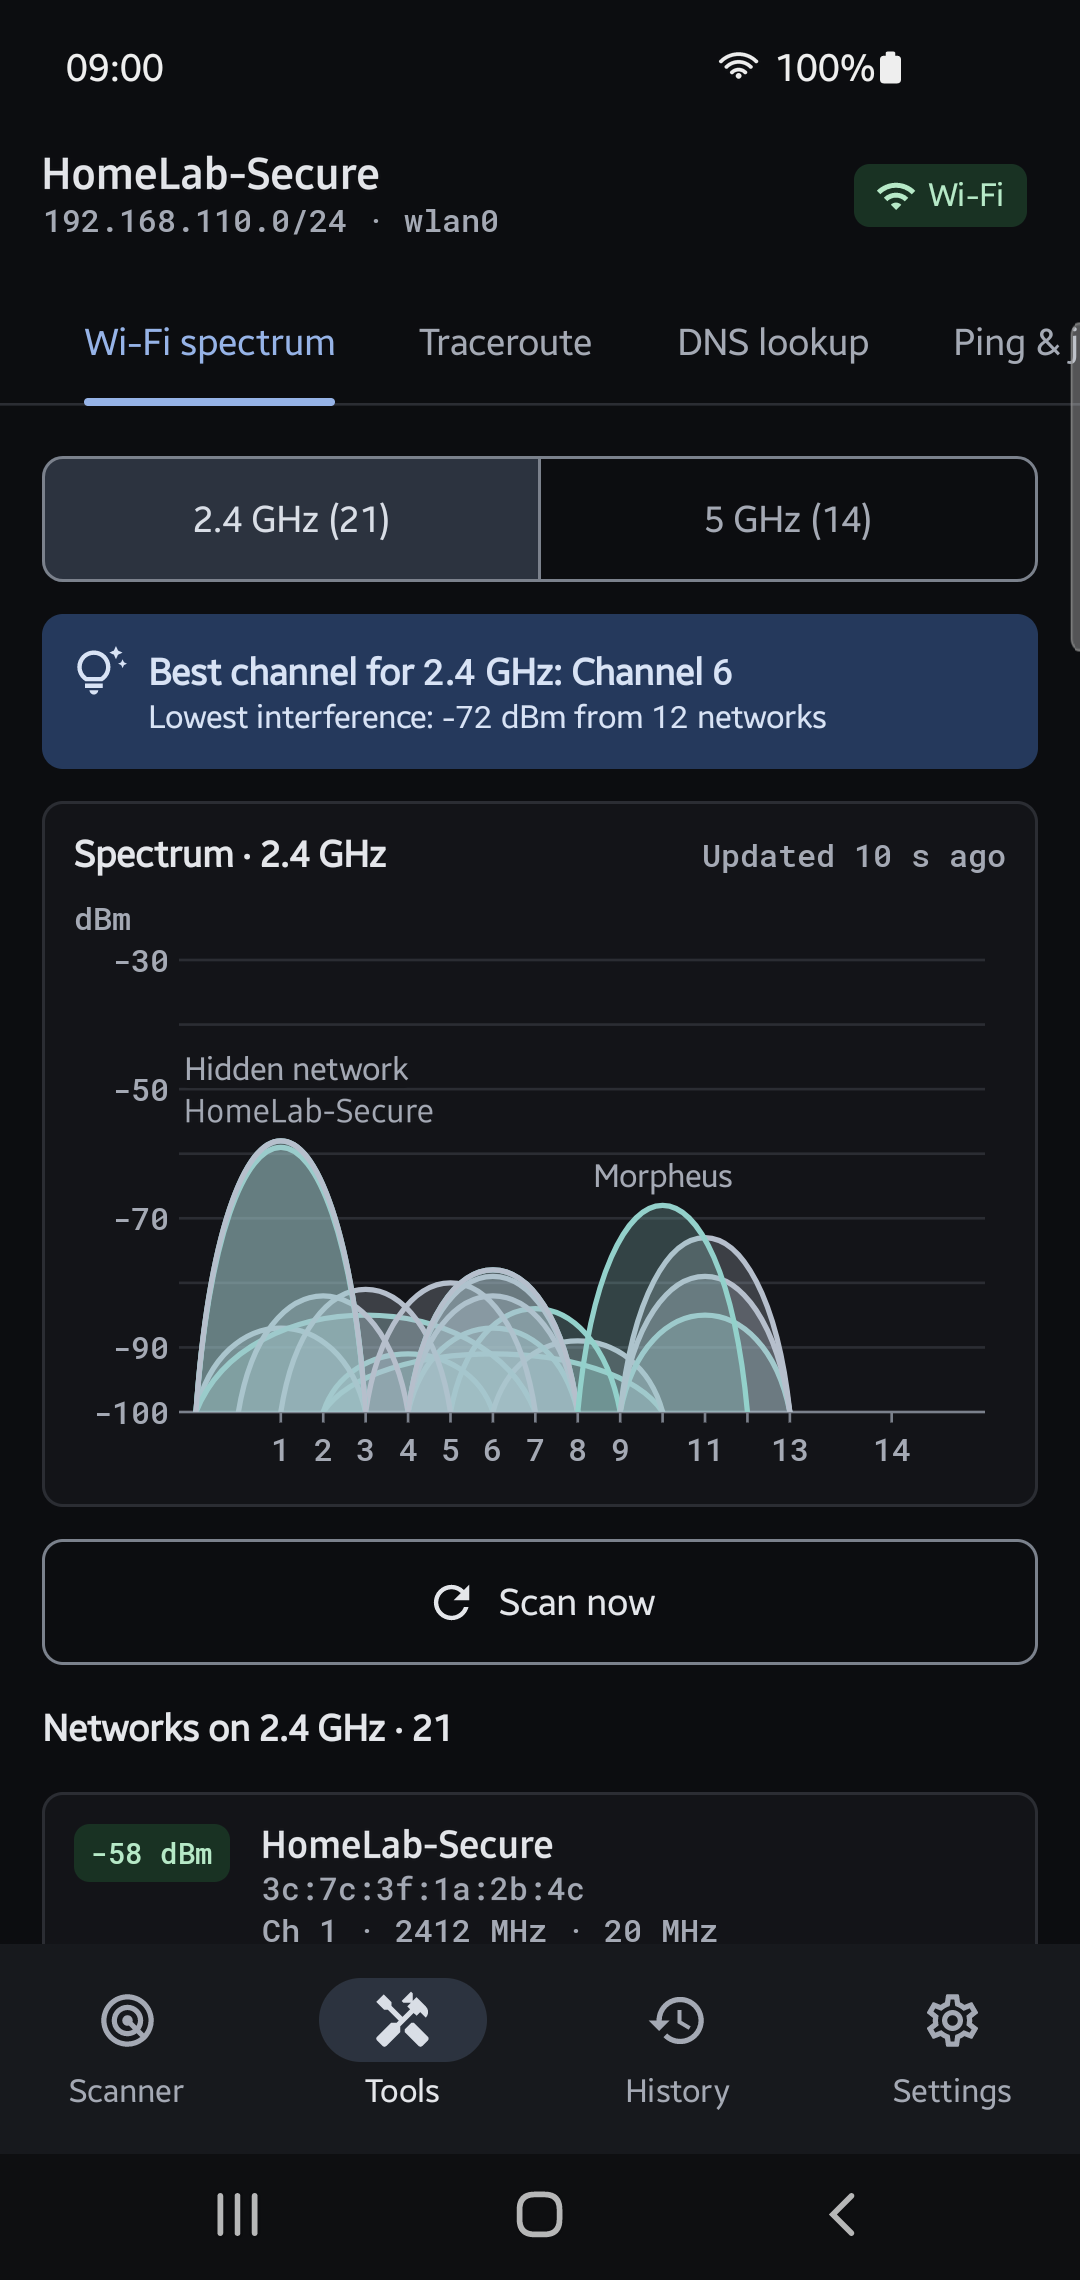 09:00
100%
HomeLab-Secure
192.168.110.0/24 · wlan0
Wi-Fi
Wi-Fi spectrum
Traceroute
DNS lookup
Ping & j
2.4 GHz (21)
5 GHz (14)
Best channel for 2.4 GHz: Channel 6
Lowest interference: -72 dBm from 12 networks
Spectrum · 2.4 GHz
Updated 10 s ago
dBm
-30
Hidden network
-50
HomeLab-Secure
Morpheus
-70
-90
-100
1 2 3 4 5 6 7 8 9 11 13 14
Scan now
Networks on 2.4 GHz · 21
-58 dBm
HomeLab-Secure
3c:7c:3f:1a:2b:4c
Ch 1 · 2412 MHz · 20 MHz
Scanner
Tools
History
Settings